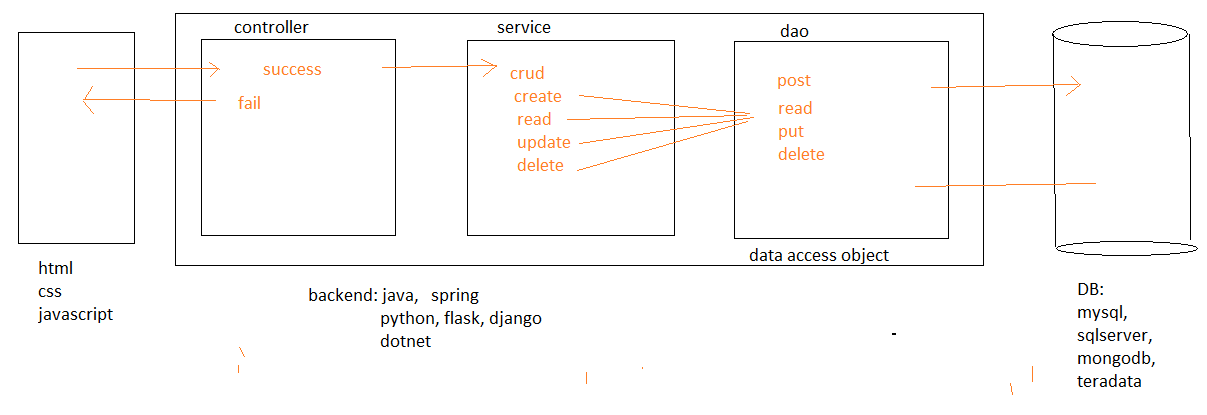 controller
service
dao
success
fail
crud
create
read
update
delete
post
read
put
delete
data access object
html
css
javascript
backend: java, spring
python, flask, django
dotnet
DB:
mysql,
sqlserver,
mongodb,
teradata